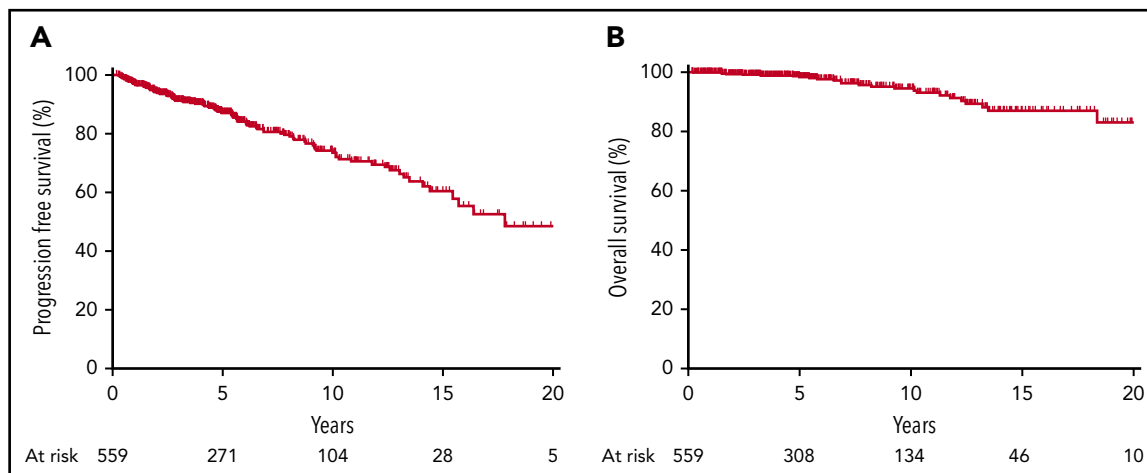 A
Progression free survival (%)
100
80
60
40
20
0
0 5 10 15 20
Years
At risk 559 271 104 28 5
B
Overall survival (%)
100
80
60
40
20
0
0 5 10 15 20
Years
At risk 559 308 134 46 10